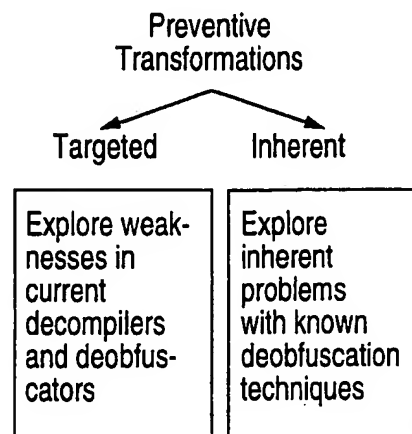 Preventive
Transformations
Targeted
Inherent
Explore weak-
nesses in
current
decompilers
and deobfus-
cators
Explore
inherent
problems
with known
deobfuscation
techniques